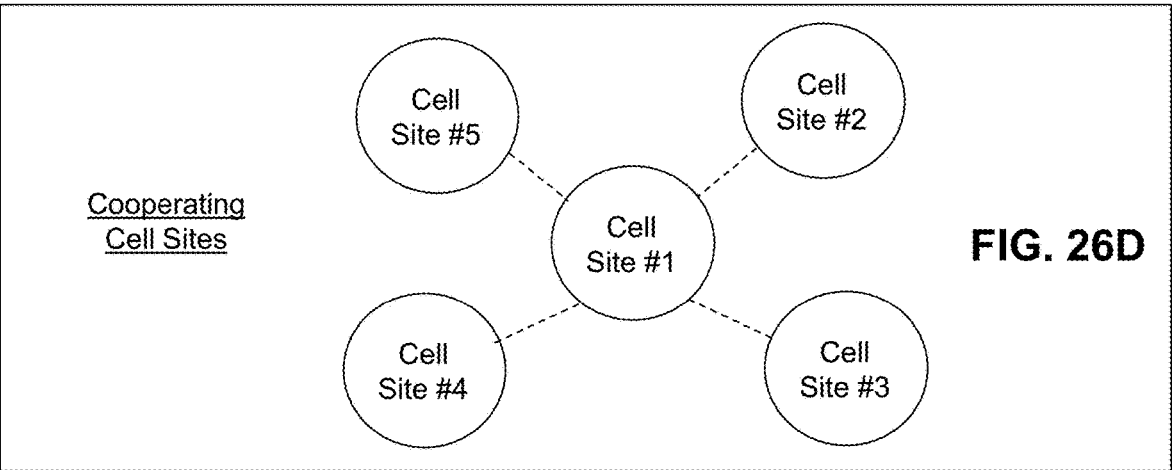 Cell
Site #5
Cell
Site #2
Cooperating
Cell Sites
Cell
Site #1
FIG. 26D
Cell
Site #4
Cell
Site #3